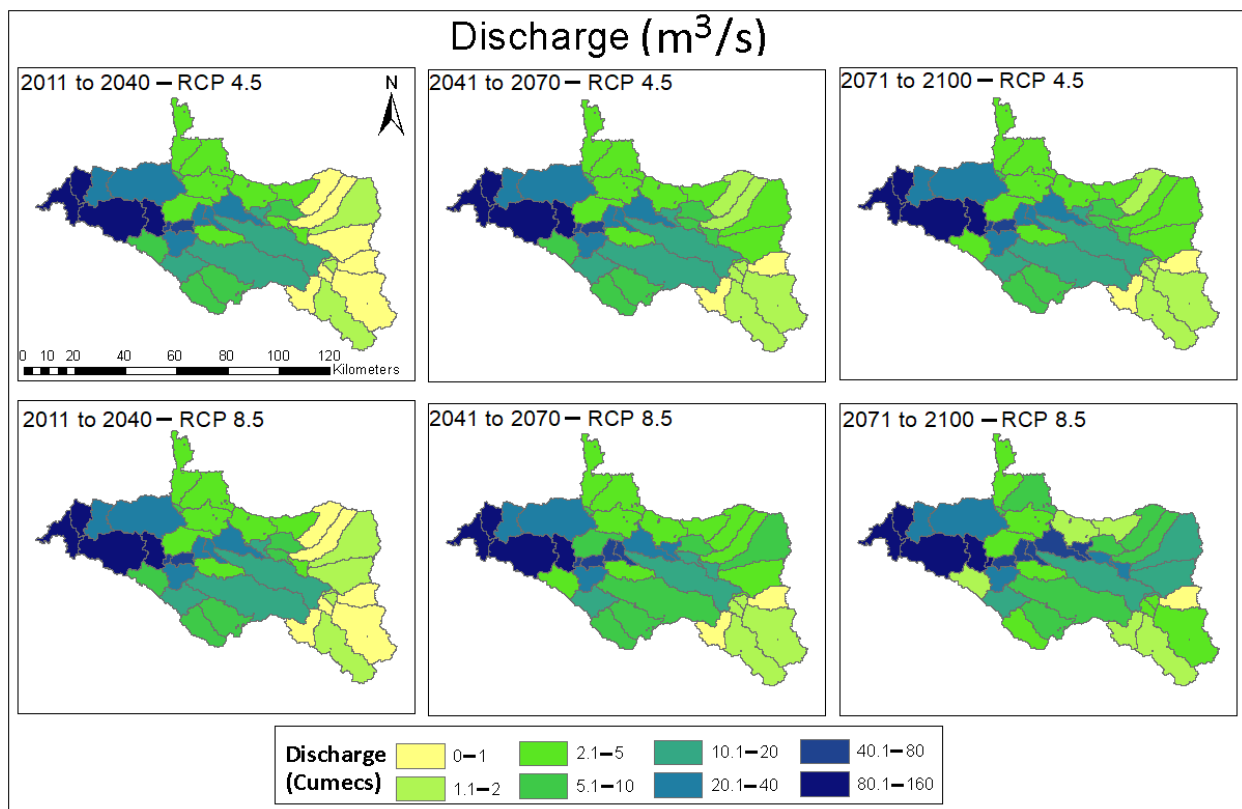 Discharge (m³/s)
2011 to 2040 – RCP 4.5
N
0 10 20 40 60 80 100 120
Kilometers
2041 to 2070 – RCP 4.5
2071 to 2100 – RCP 4.5
2011 to 2040 – RCP 8.5
2041 to 2070 – RCP 8.5
2071 to 2100 – RCP 8.5
Discharge
(Cumecs)
0–1
1.1–2
2.1–5
5.1–10
10.1–20
20.1–40
40.1–80
80.1–160